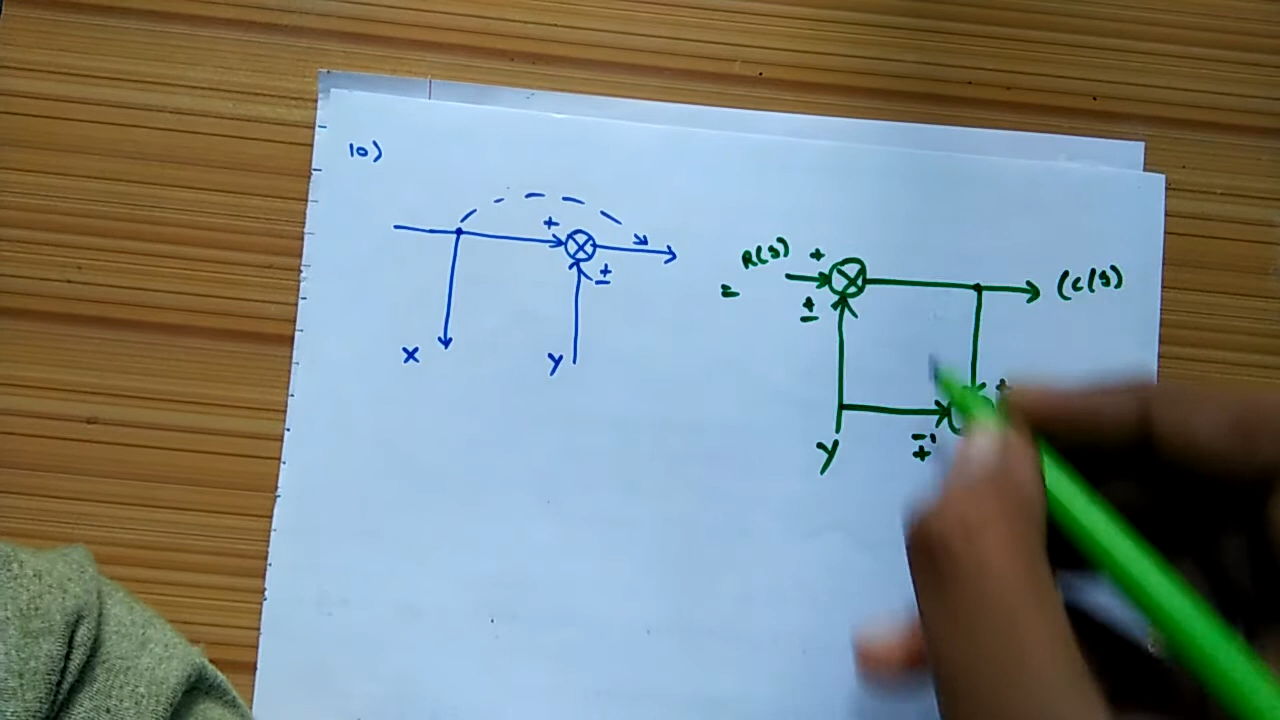 10)
+
±
X
Y
=
R(s)
+
±
(C(s)
+
Y
∓